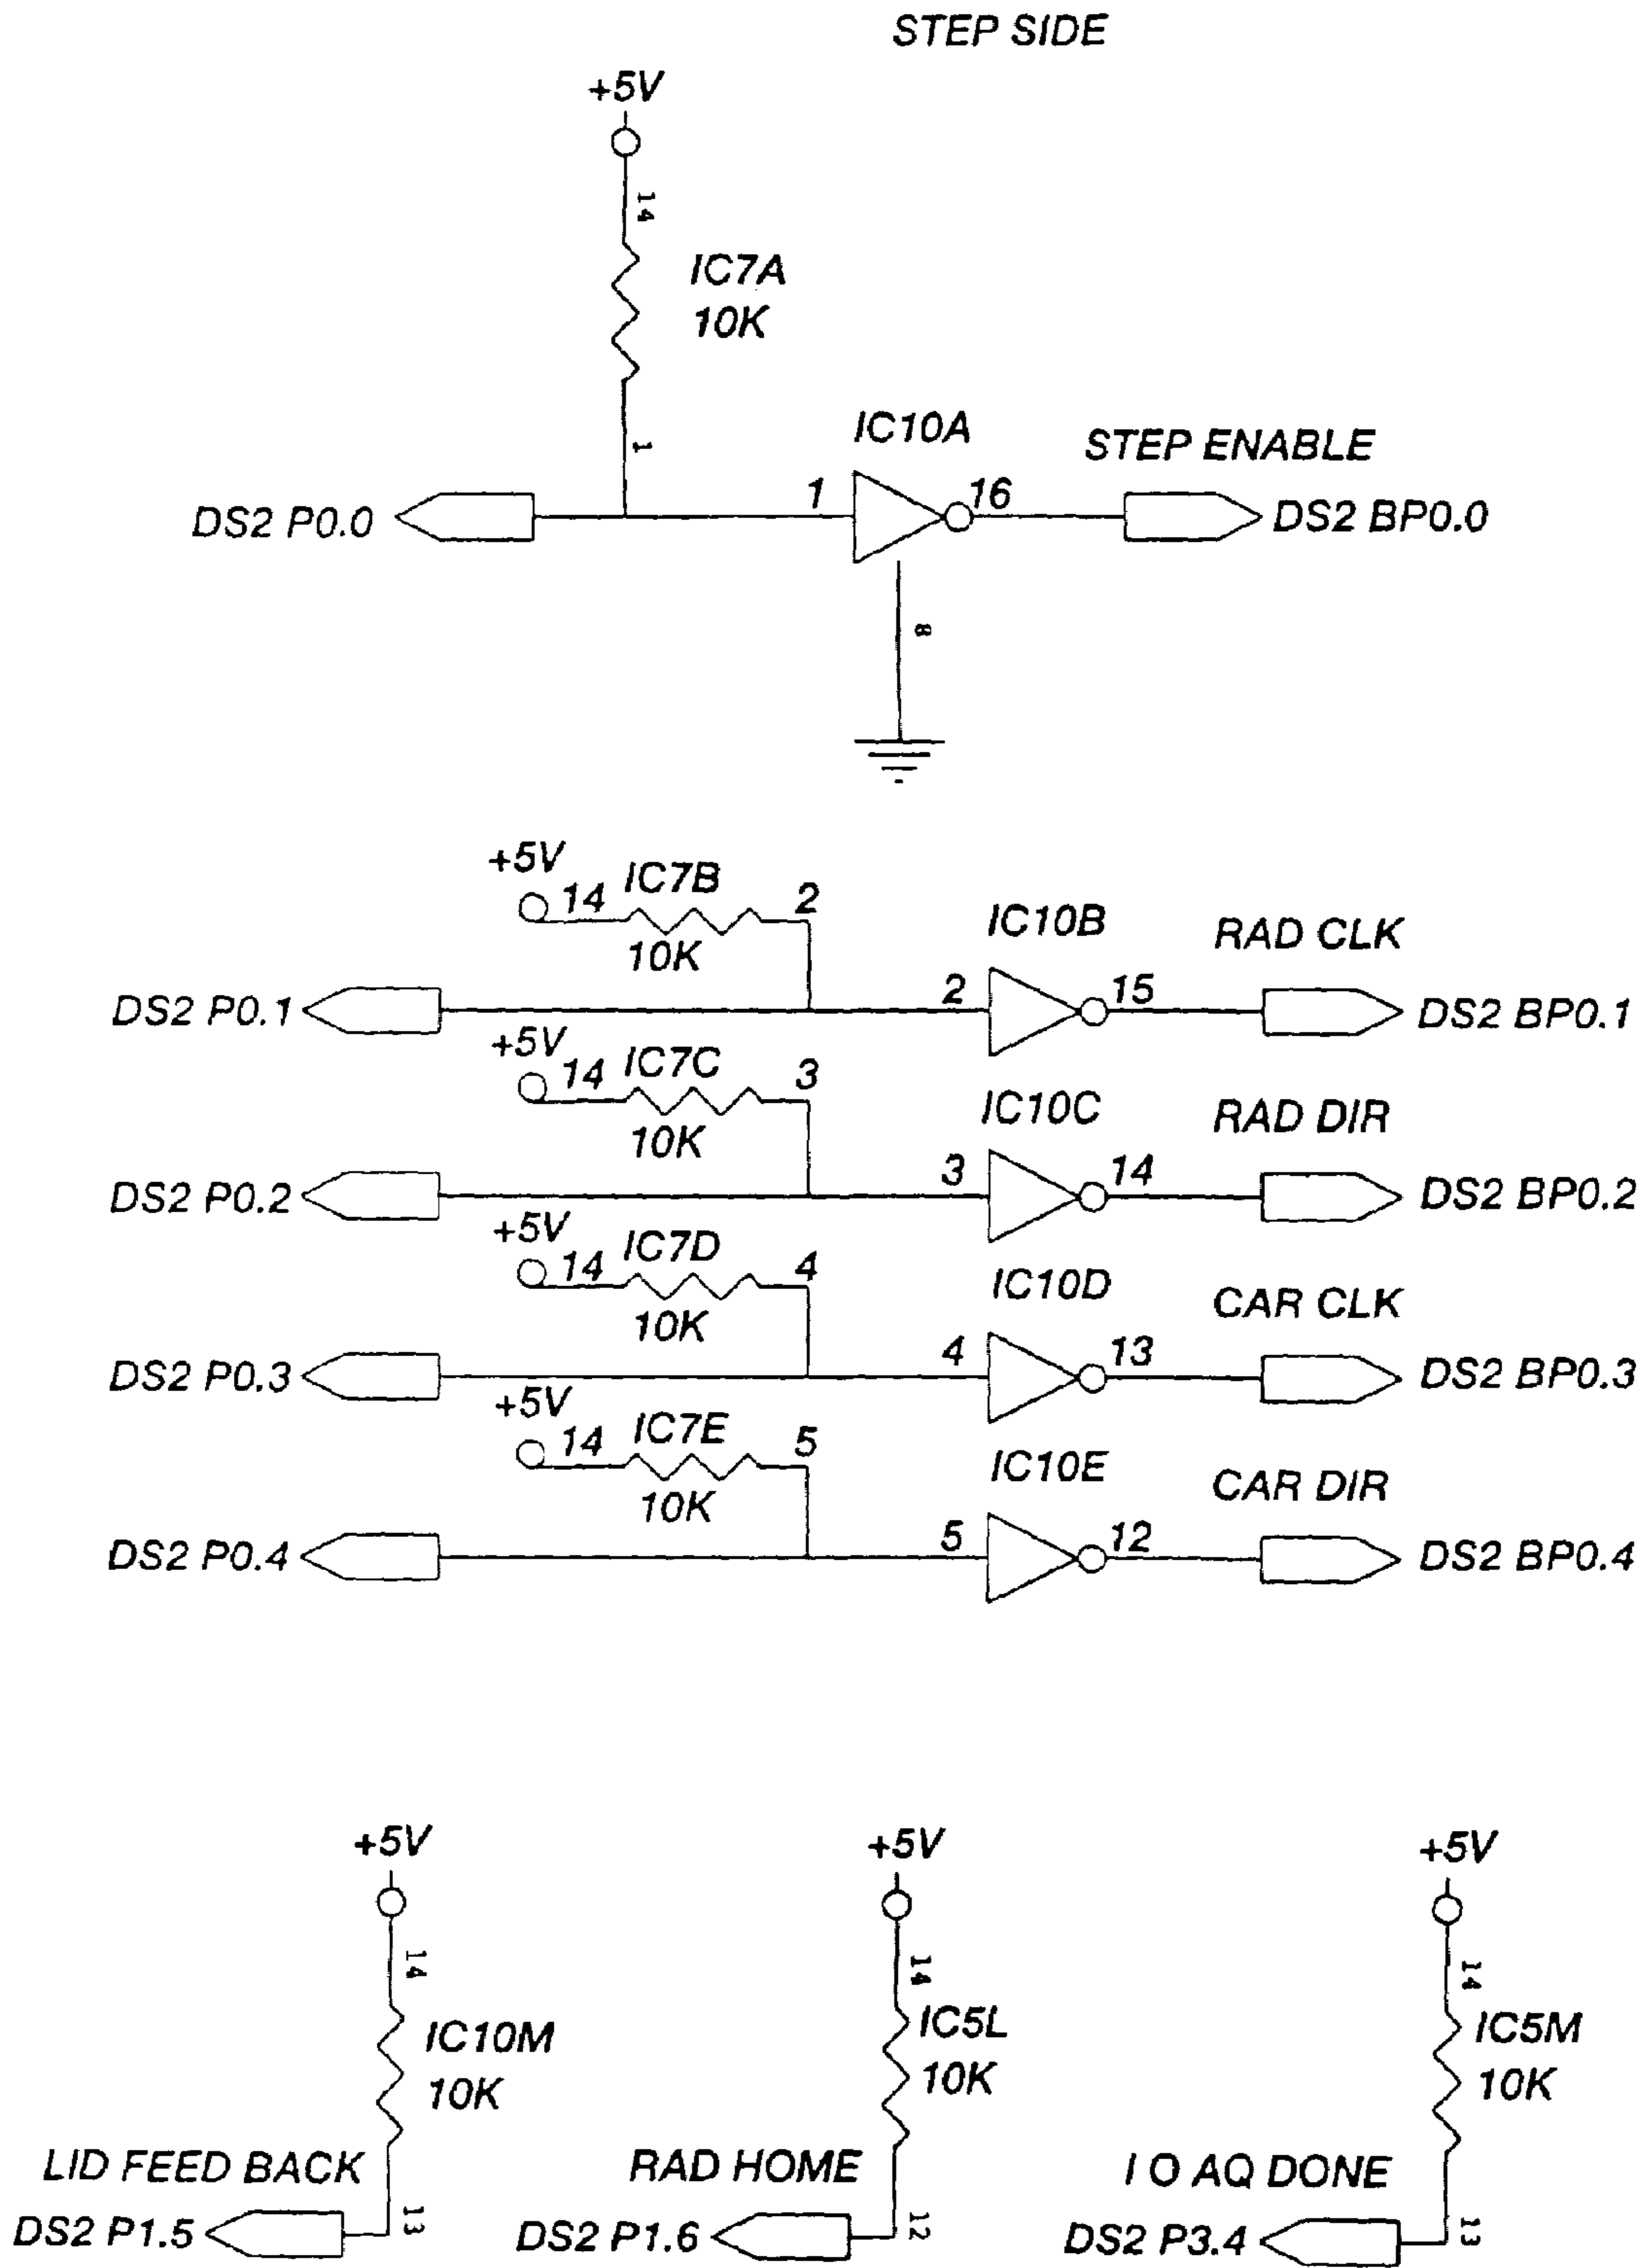 STEP SIDE
+5V
14
IC7A
10K
1
IC10A
STEP ENABLE
DS2 P0.0
1
16
DS2 BP0.0
8
+5V
14
IC7B
2
10K
IC10B
RAD CLK
DS2 P0.1
2
15
DS2 BP0.1
+5V
14
IC7C
3
10K
IC10C
RAD DIR
DS2 P0.2
3
14
DS2 BP0.2
+5V
14
IC7D
4
10K
IC10D
CAR CLK
DS2 P0.3
4
13
DS2 BP0.3
+5V
14
IC7E
5
10K
IC10E
CAR DIR
DS2 P0.4
5
12
DS2 BP0.4
+5V
14
IC10M
10K
LID FEED BACK
DS2 P1.5
13
+5V
14
IC5L
10K
RAD HOME
DS2 P1.6
12
+5V
14
IC5M
10K
I O AQ DONE
DS2 P3.4
13